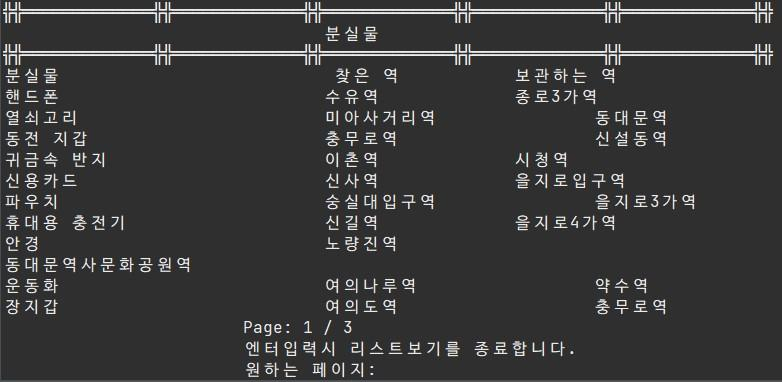 분실물
분실물 찾은 역 보관하는 역
핸드폰 수유역 종로3가역
열쇠고리 미아사거리역 동대문역
동전 지갑 충무로역 신설동역
귀금속 반지 이촌역 시청역
신용카드 신사역 을지로입구역
파우치 숭실대입구역 을지로3가역
휴대용 충전기 신길역 을지로4가역
안경 노량진역
동대문역사문화공원역
운동화 여의나루역 약수역
장지갑 여의도역 충무로역
Page: 1 / 3
엔터입력시 리스트보기를 종료합니다.
원하는 페이지: